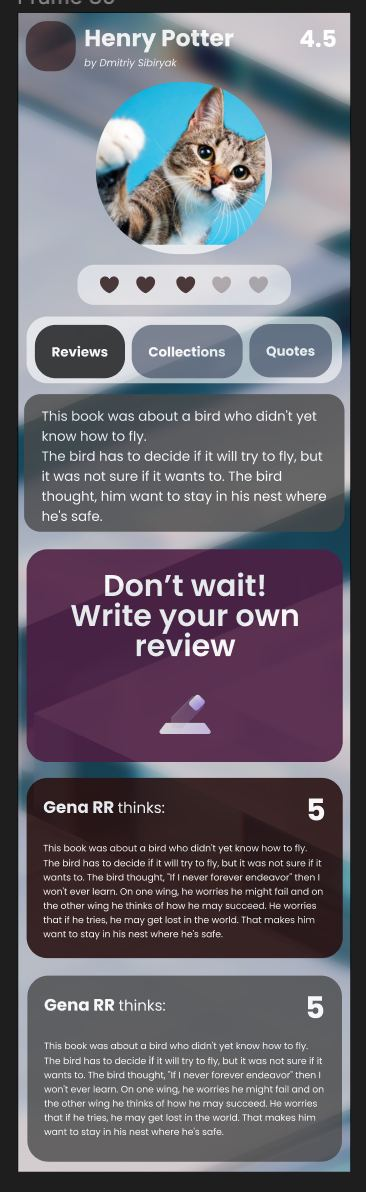 Frame 30
Henry Potter
4.5
by Dmitriy Sibiryak
Reviews
Collections
Quotes
This book was about a bird who didn't yet
know how to fly.
The bird has to decide if it will try to fly, but
it was not sure if it wants to. The bird
thought, him want to stay in his nest where
he's safe.
Don't wait!
Write your own
review
Gena RR thinks:
5
This book was about a bird who didn't yet know how to fly.
The bird has to decide if it will try to fly, but it was not sure if it
wants to. The bird thought, "If I never forever endeavor" then I
won't ever learn. On one wing, he worries he might fail and on
the other wing he thinks of how he may succeed. He worries
that if he tries, he may get lost in the world. That makes him
want to stay in his nest where he's safe.
Gena RR thinks:
5
This book was about a bird who didn't yet know how to fly.
The bird has to decide if it will try to fly, but it was not sure if it
wants to. The bird thought, "If I never forever endeavor" then I
won't ever learn. On one wing, he worries he might fail and on
the other wing he thinks of how he may succeed. He worries
that if he tries, he may get lost in the world. That makes him
want to stay in his nest where he's safe.